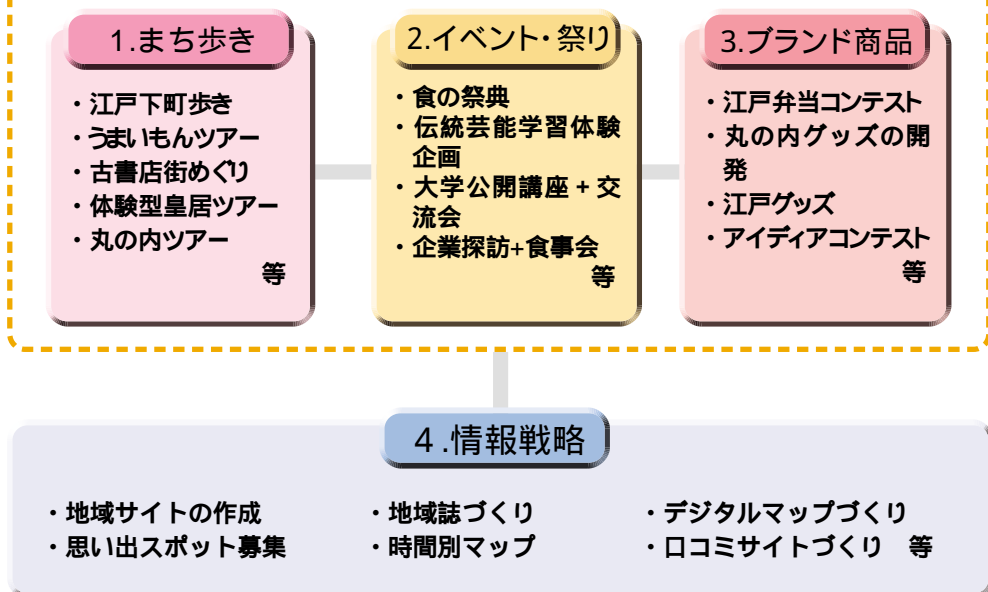 1.まち歩き
・江戸下町歩き
・うまいもんツアー
・古書店街めぐり
・体験型皇居ツアー
・丸の内ツアー
等
2.イベント・祭り
・食の祭典
・伝統芸能学習体験
企画
・大学公開講座+交
流会
・企業探訪+食事会
等
3.ブランド商品
・江戸弁当コンテスト
・丸の内グッズの開
発
・江戸グッズ
・アイディアコンテスト
等
4.情報戦略
・地域サイトの作成
・思い出スポット募集
・地域誌づくり
・時間別マップ
・デジタルマップづくり
・口コミサイトづくり 等